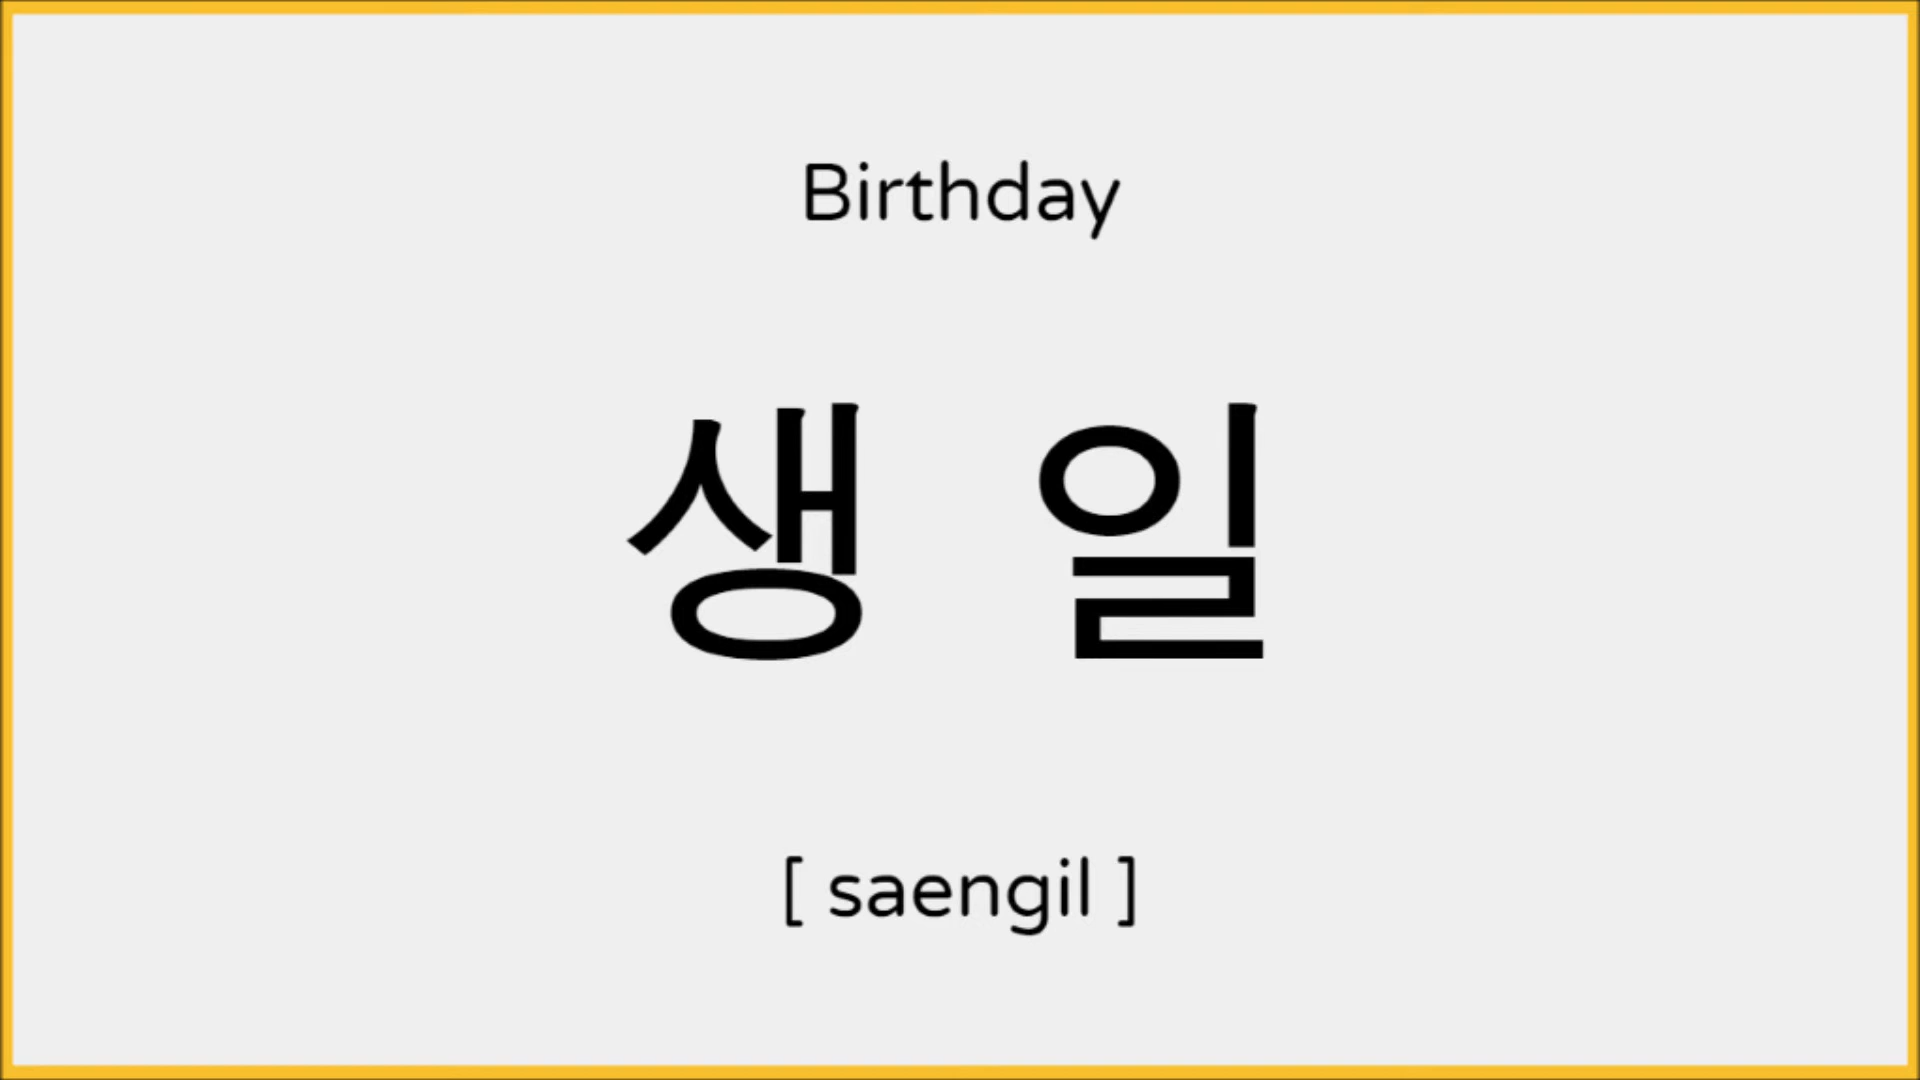 Birthday
생 일
[ saengil ]